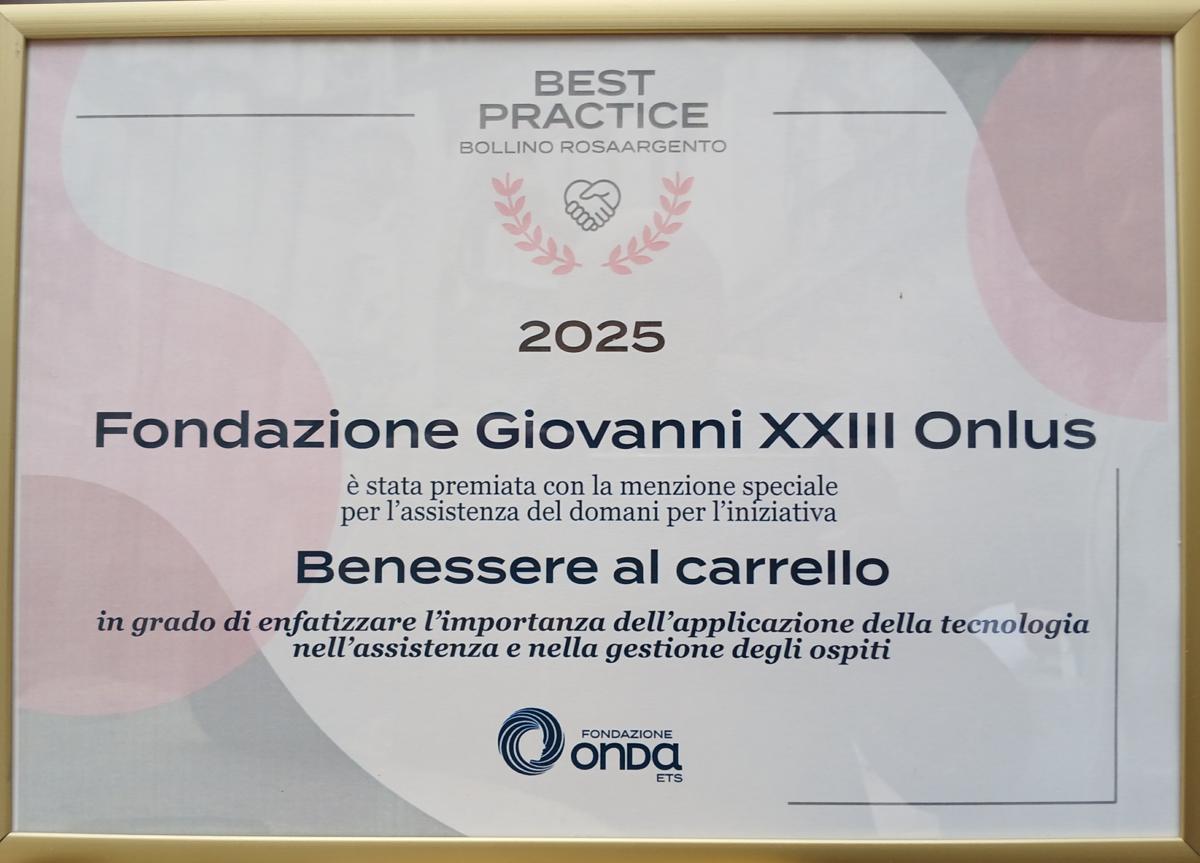 BEST
PRACTICE
BOLLINO ROSAARGENTO
2025
Fondazione Giovanni XXIII Onlus
è stata premiata con la menzione speciale
per l'assistenza del domani per l'iniziativa
Benessere al carrello
in grado di enfatizzare l'importanza dell'applicazione della tecnologia
nell'assistenza e nella gestione degli ospiti
FONDAZIONE
ONDA
ETS